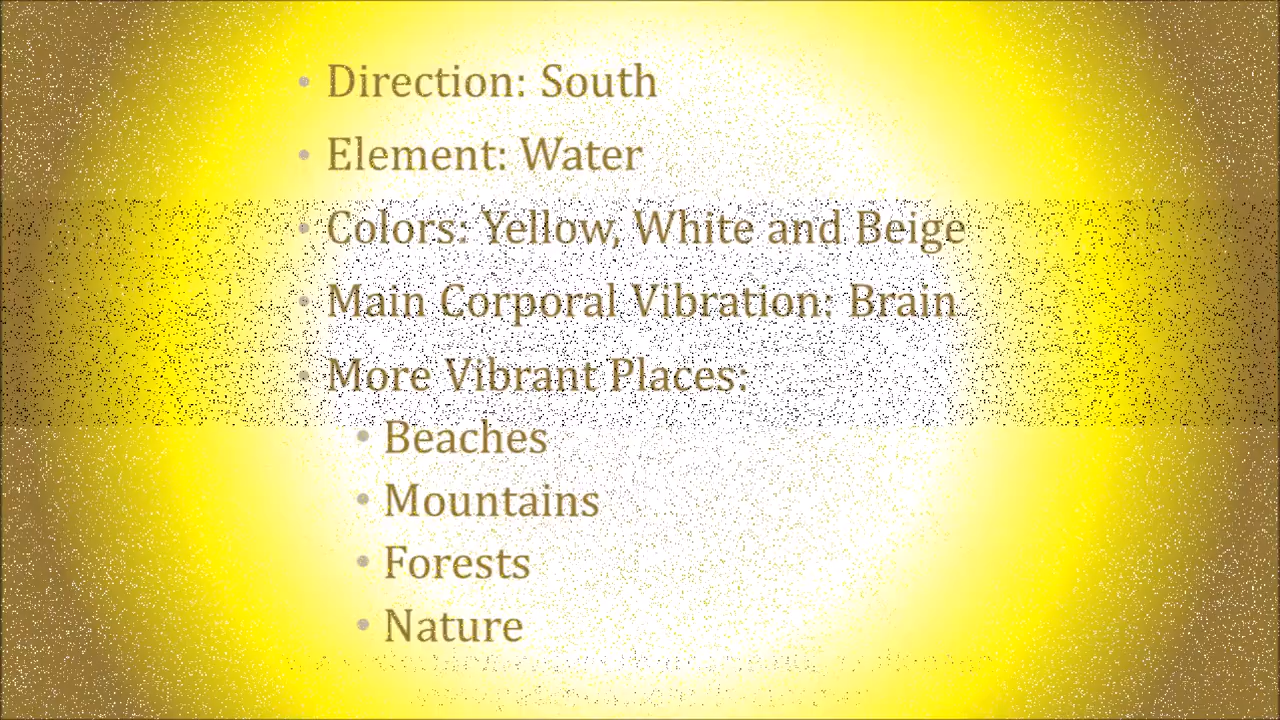 • Direction: South
• Element: Water
• Colors: Yellow, White and Beige
• Main Corporal Vibration: Brain
• More Vibrant Places:
• Beaches
• Mountains
• Forests
• Nature